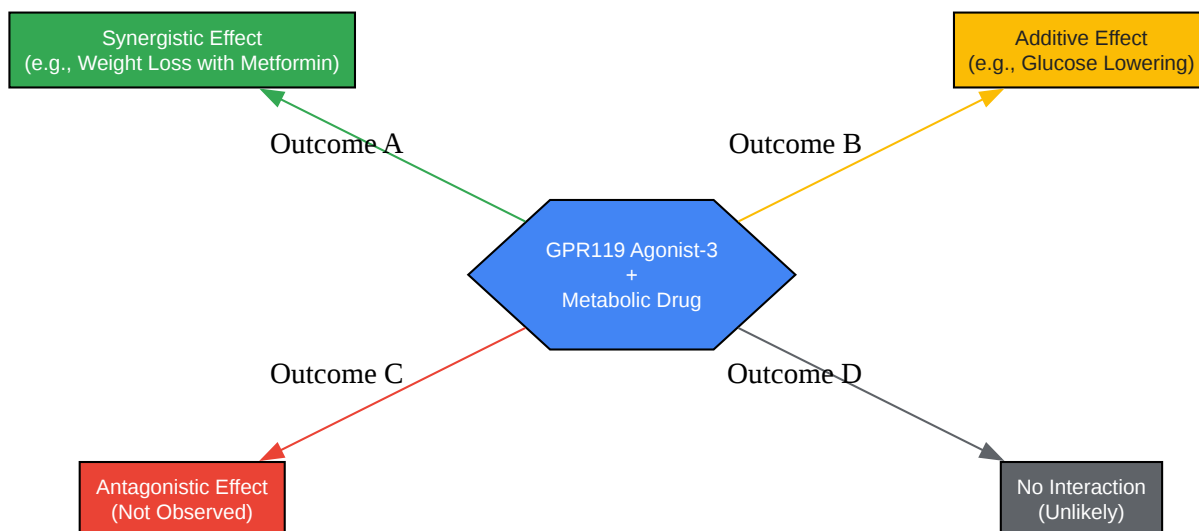 Synergistic Effect
(e.g., Weight Loss with Metformin)
Additive Effect
(e.g., Glucose Lowering)
Outcome A
Outcome B
GPR119 Agonist-3
+
Metabolic Drug
Outcome C
Outcome D
Antagonistic Effect
(Not Observed)
No Interaction
(Unlikely)